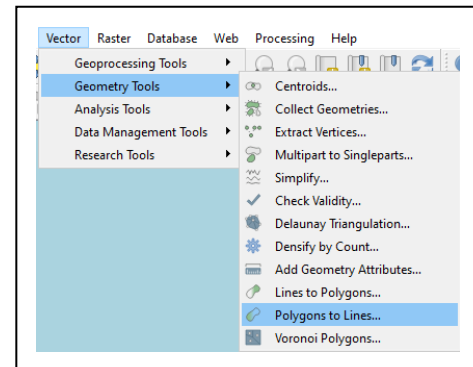 Vector Raster Database Web Processing Help
Geoprocessing Tools
Geometry Tools
Analysis Tools
Data Management Tools
Research Tools
Centroids...
Collect Geometries...
Extract Vertices...
Multipart to Singleparts...
Simplify...
Check Validity...
Delaunay Triangulation...
Densify by Count...
Add Geometry Attributes...
Lines to Polygons...
Polygons to Lines...
Voronoi Polygons...